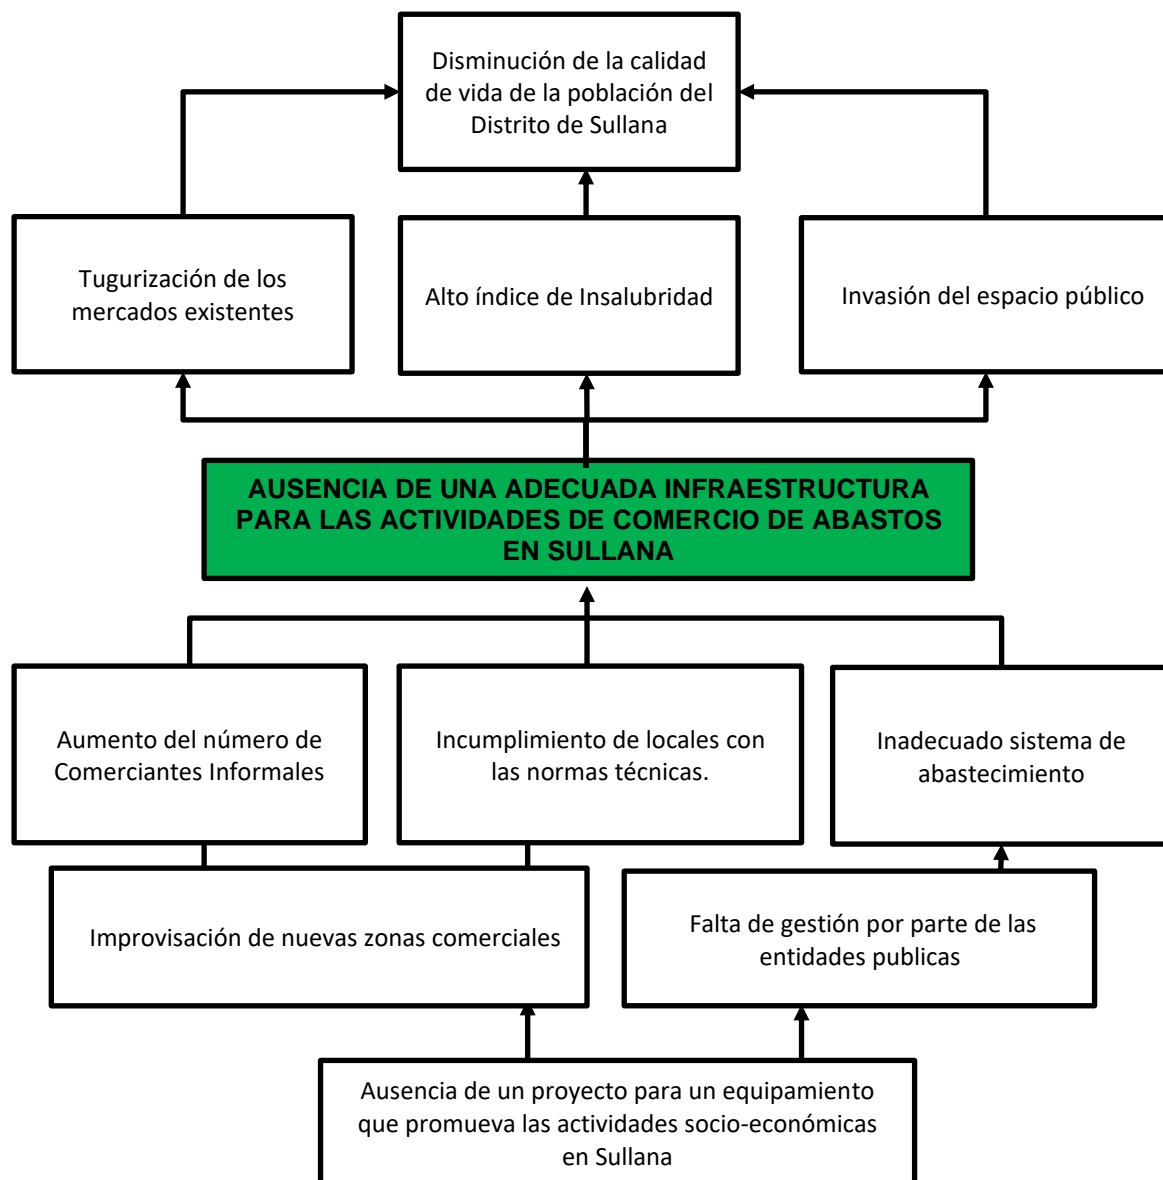 Disminución de la calidad
de vida de la población del
Distrito de Sullana
Tugurización de los
mercados existentes
Alto índice de Insalubridad
Invasión del espacio público
AUSENCIA DE UNA ADECUADA INFRAESTRUCTURA
PARA LAS ACTIVIDADES DE COMERCIO DE ABASTOS
EN SULLANA
Aumento del número de
Comerciantes Informales
Incumplimiento de locales con
las normas técnicas.
Inadecuado sistema de
abastecimiento
Improvisación de nuevas zonas comerciales
Falta de gestión por parte de las
entidades publicas
Ausencia de un proyecto para un equipamiento
que promueva las actividades socio-económicas
en Sullana